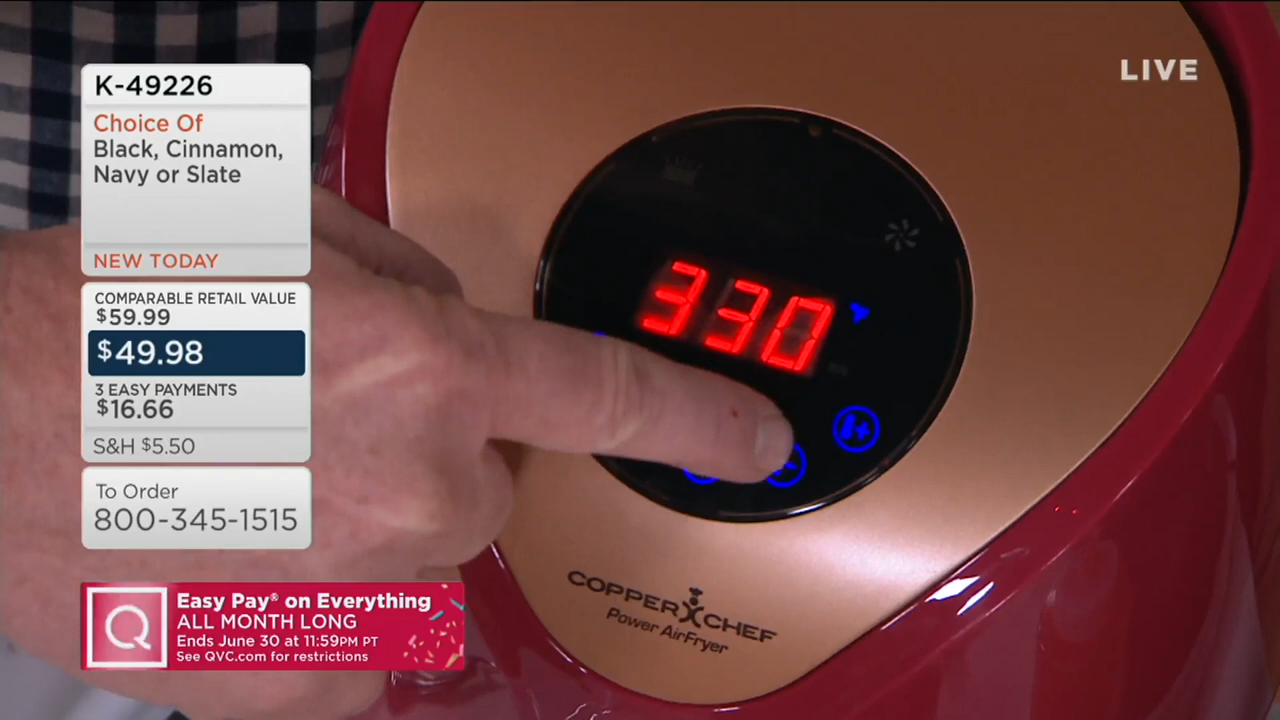 K-49226
Choice Of
Black, Cinnamon,
Navy or Slate
NEW TODAY
COMPARABLE RETAIL VALUE
$59.99
$49.98
3 EASY PAYMENTS
$16.66
S&H $5.50
To Order
800-345-1515
Q
Easy Pay® on Everything
ALL MONTH LONG
Ends June 30 at 11:59PM PT
See QVC.com for restrictions
LIVE
330
COPPER CHEF
Power AirFryer